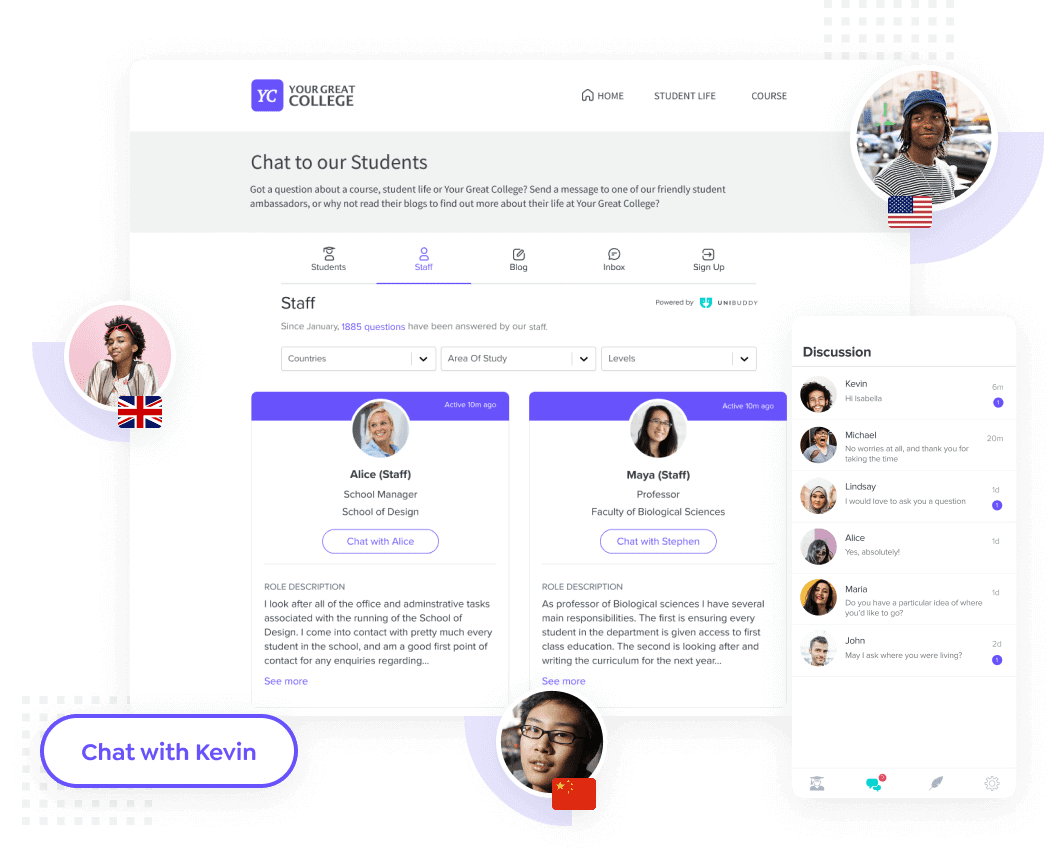 YC
YOUR GREAT
COLLEGE
HOME
STUDENT LIFE
COURSE
Chat to our Students
Got a question about a course, student life or Your Great College? Send a message to one of our friendly student
ambassadors, or why not read their blogs to find out more about their life at Your Great College?
Students
Staff
Blog
Inbox
Sign Up
Staff
Powered by UNIBUDDY
Since January, 1885 questions have been answered by our staff.
Countries
Area Of Study
Levels
Active 10m ago
Alice (Staff)
School Manager
School of Design
Chat with Alice
ROLE DESCRIPTION
I look after all of the office and adminstrative tasks
associated with the running of the School of
Design. I come into contact with pretty much every
student in the school, and am a good first point of
contact for any enquiries regarding...
See more
Active 10m ago
Maya (Staff)
Professor
Faculty of Biological Sciences
Chat with Stephen
ROLE DESCRIPTION
As professor of Biological sciences I have several
main responsibilities. The first is ensuring every
student in the department is given access to first
class education. The second is looking after and
writing the curriculum for the next year...
See more
Discussion
Kevin
6m
Hi Isabella
1
Michael
20m
No worries at all, and thank you for
taking the time
Lindsay
1d
I would love to ask you a question
1
Alice
1d
Yes, absolutely!
Maria
1d
Do you have a particular idea of where
you'd like to go?
John
2d
May I ask where you were living?
1
Chat with Kevin